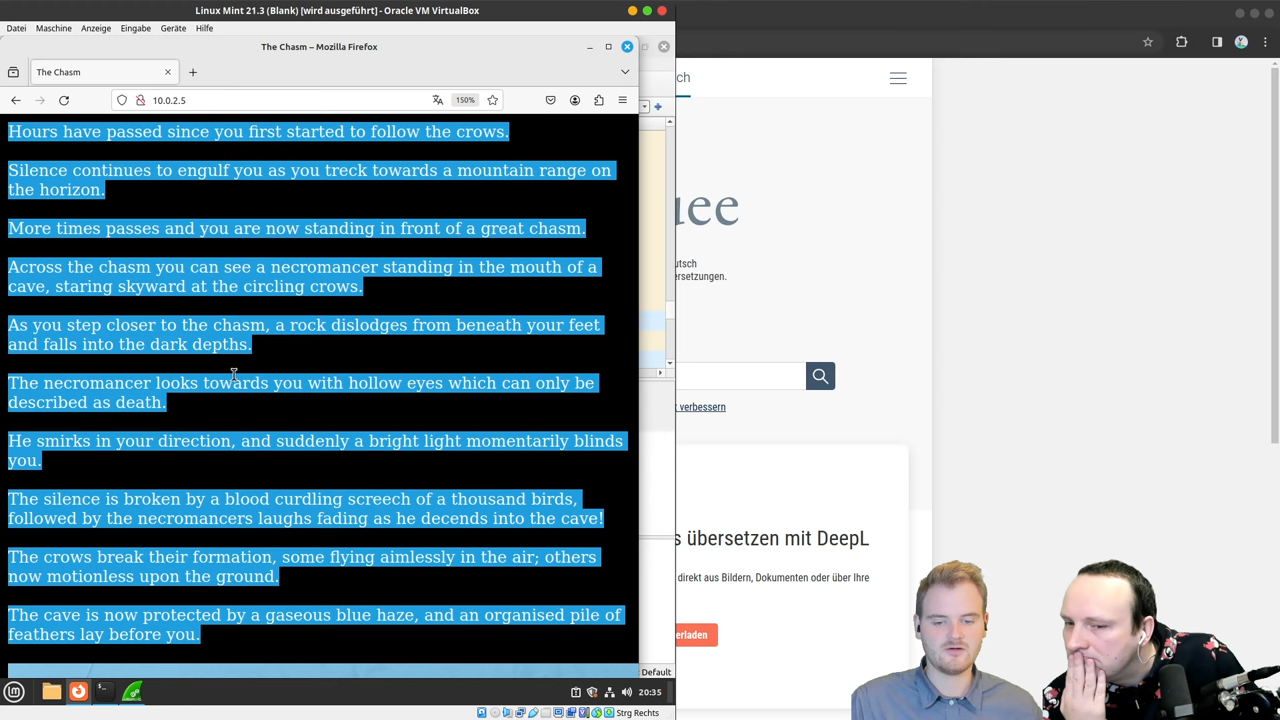 Linux Mint 21.3 (Blank) [wird ausgeführt] - Oracle VM VirtualBox
Datei Maschine Anzeige Eingabe Geräte Hilfe
The Chasm – Mozilla Firefox
The Chasm
10.0.2.5
150%
Hours have passed since you first started to follow the crows.
Silence continues to engulf you as you treck towards a mountain range on
the horizon.
More times passes and you are now standing in front of a great chasm.
Across the chasm you can see a necromancer standing in the mouth of a
cave, staring skyward at the circling crows.
As you step closer to the chasm, a rock dislodges from beneath your feet
and falls into the dark depths.
The necromancer looks towards you with hollow eyes which can only be
described as death.
He smirks in your direction, and suddenly a bright light momentarily blinds
you.
The silence is broken by a blood curdling screech of a thousand birds,
followed by the necromancers laughs fading as he decends into the cave!
The crows break their formation, some flying aimlessly in the air; others
now motionless upon the ground.
The cave is now protected by a gaseous blue haze, and an organised pile of
feathers lay before you.
Default
20:35
Strg Rechts
ch
uee
utsch
ersetzungen.
t verbessern
s übersetzen mit DeepL
direkt aus Bildern, Dokumenten oder über Ihre
erladen